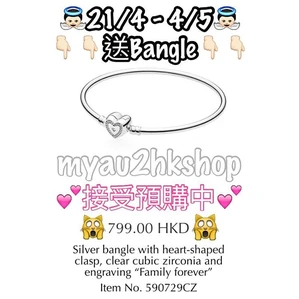 21/4 - 4/5
送Bangle
myau2hkshop
接受預購中
799.00 HKD
Silver bangle with heart-shaped
clasp, clear cubic zirconia and
engraving “Family forever”
Item No. 590729CZ